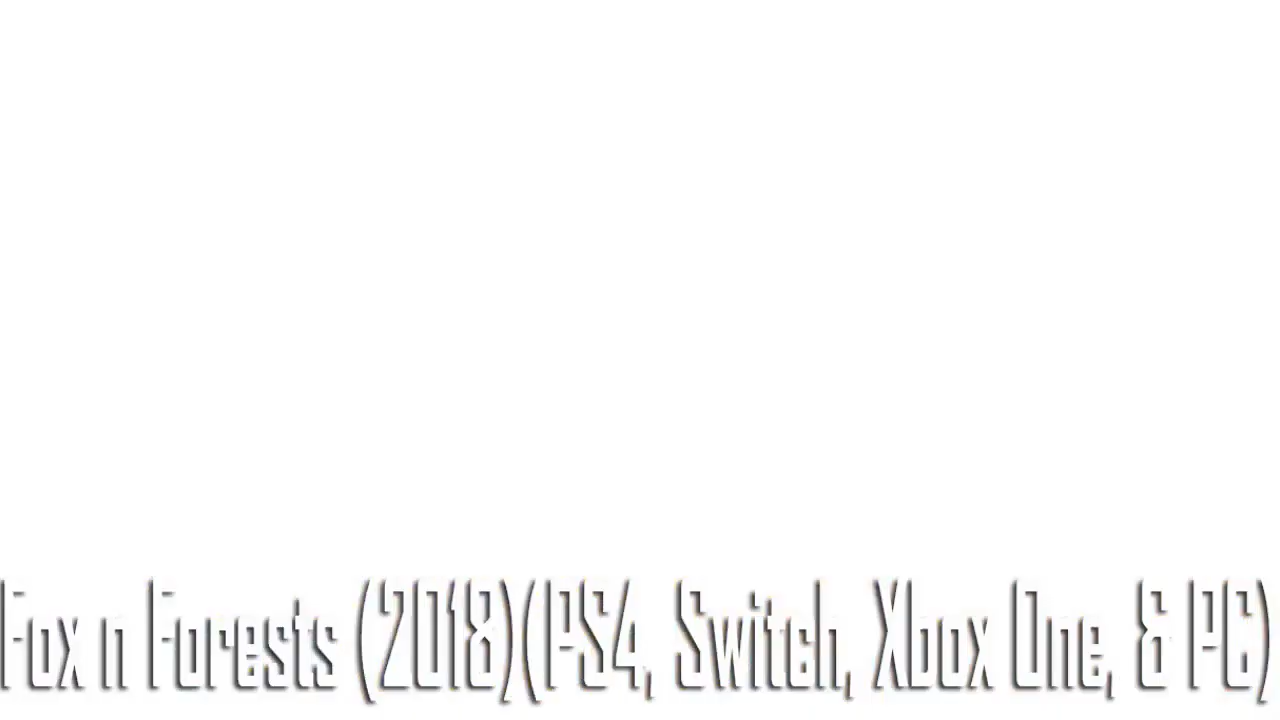 Fox n Forests (2018)(PS4, Switch, Xbox One, & PC)